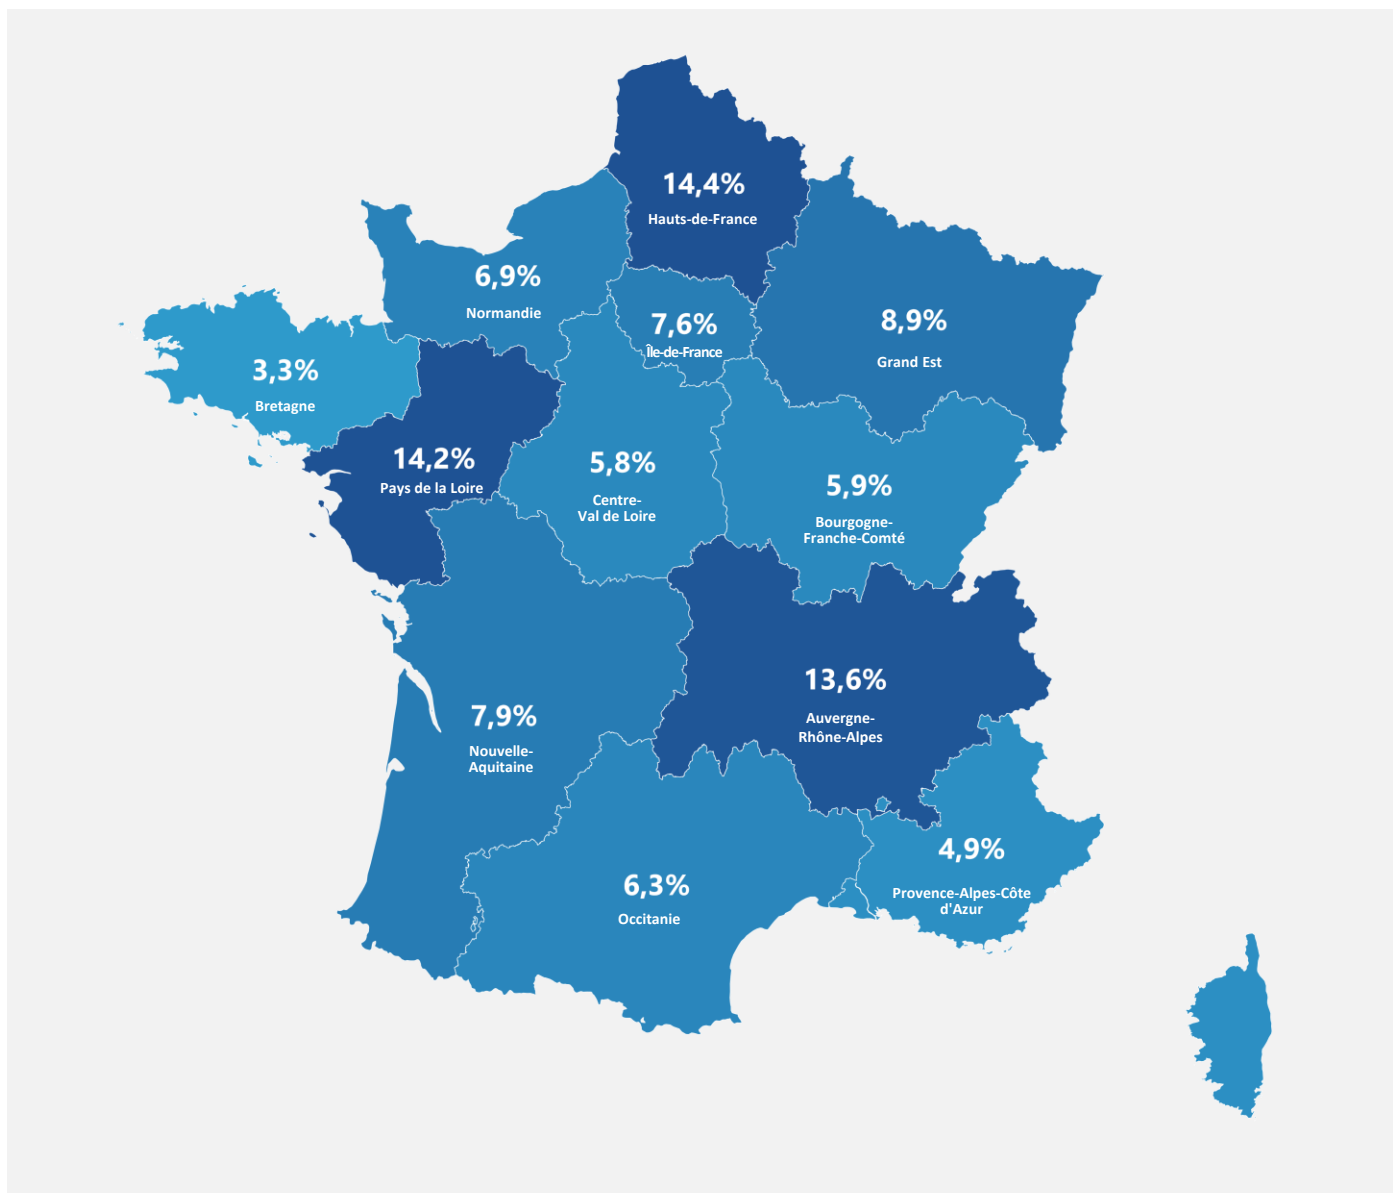 14,4%
Hauts-de-France
6,9%
Normandie
7,6%
Île-de-France
8,9%
Grand Est
3,3%
Bretagne
14,2%
Pays de la Loire
5,8%
Centre-
Val de Loire
5,9%
Bourgogne-
Franche-Comté
13,6%
Auvergne-
Rhône-Alpes
7,9%
Nouvelle-
Aquitaine
4,9%
Provence-Alpes-Côte
d'Azur
6,3%
Occitanie